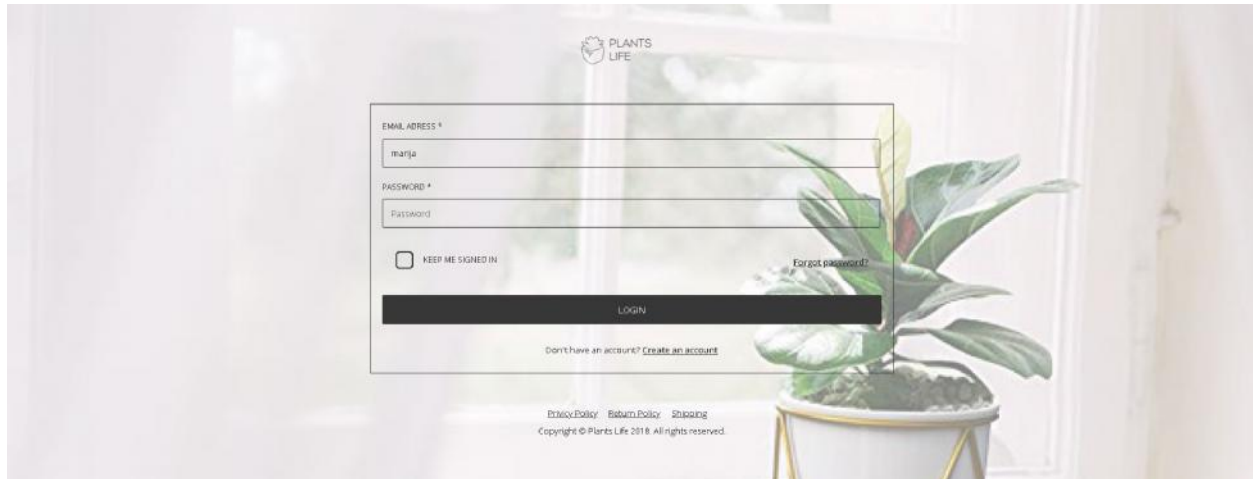 PLANTS
LIFE
EMAIL ADRESS *
marija
PASSWORD *
Password
KEEP ME SIGNED IN
Forgot password?
LOGIN
Don't have an account? Create an account
Privcy Policy Return Policy Shipping
Copyright © Plants Life 2018. All rights reserved.